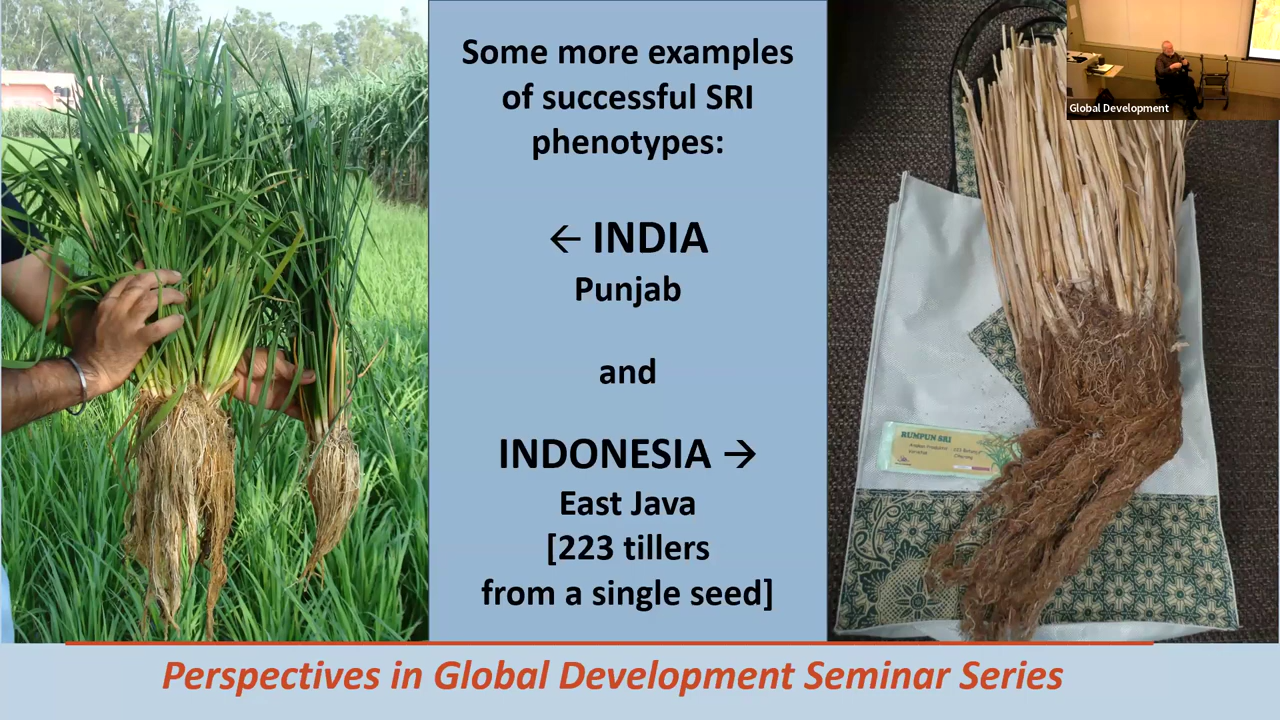 Some more examples
of successful SRI
phenotypes:
← INDIA
Punjab
and
INDONESIA →
East Java
[223 tillers
from a single seed]
Global Development
RUMPUN SRI
Perspectives in Global Development Seminar Series